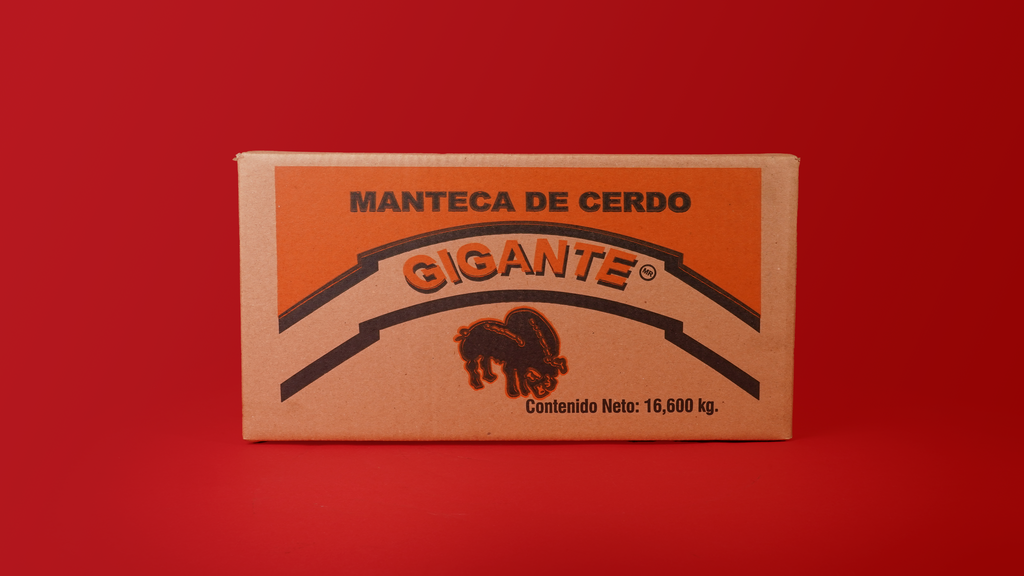 MANTECA DE CERDO
GIGANTE MR
Contenido Neto: 16,600 kg.